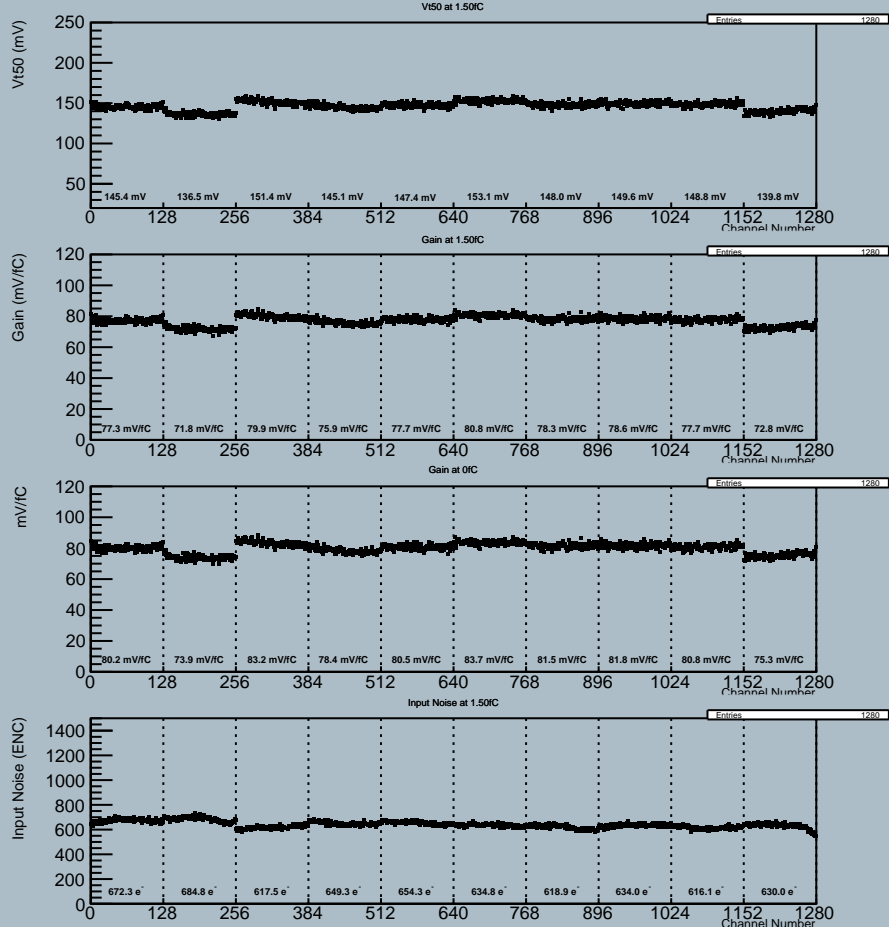 Vt50 at 1.50fC
Entries 1280
Vt50 (mV)
250
200
150
100
50
145.4 mV 136.5 mV 151.4 mV 145.1 mV 147.4 mV 153.1 mV 148.0 mV 149.6 mV 148.8 mV 139.8 mV
0 128 256 384 512 640 768 896 1024 1152 1280
Channel Number
Gain at 1.50fC
Entries 1280
Gain (mV/fC)
120
100
80
60
40
20
0
77.3 mV/fC 71.8 mV/fC 79.9 mV/fC 75.9 mV/fC 77.7 mV/fC 80.8 mV/fC 78.3 mV/fC 78.6 mV/fC 77.7 mV/fC 72.8 mV/fC
0 128 256 384 512 640 768 896 1024 1152 1280
Channel Number
Gain at 0fC
Entries 1280
mV/fC
120
100
80
60
40
20
0
80.2 mV/fC 73.9 mV/fC 83.2 mV/fC 78.4 mV/fC 80.5 mV/fC 83.7 mV/fC 81.5 mV/fC 81.8 mV/fC 80.8 mV/fC 75.3 mV/fC
0 128 256 384 512 640 768 896 1024 1152 1280
Channel Number
Input Noise at 1.50fC
Entries 1280
Input Noise (ENC)
1400
1200
1000
800
600
400
200
0
672.3 e⁻ 684.8 e⁻ 617.5 e⁻ 649.3 e⁻ 654.3 e⁻ 634.8 e⁻ 618.9 e⁻ 634.0 e⁻ 616.1 e⁻ 630.0 e⁻
0 128 256 384 512 640 768 896 1024 1152 1280
Channel Number